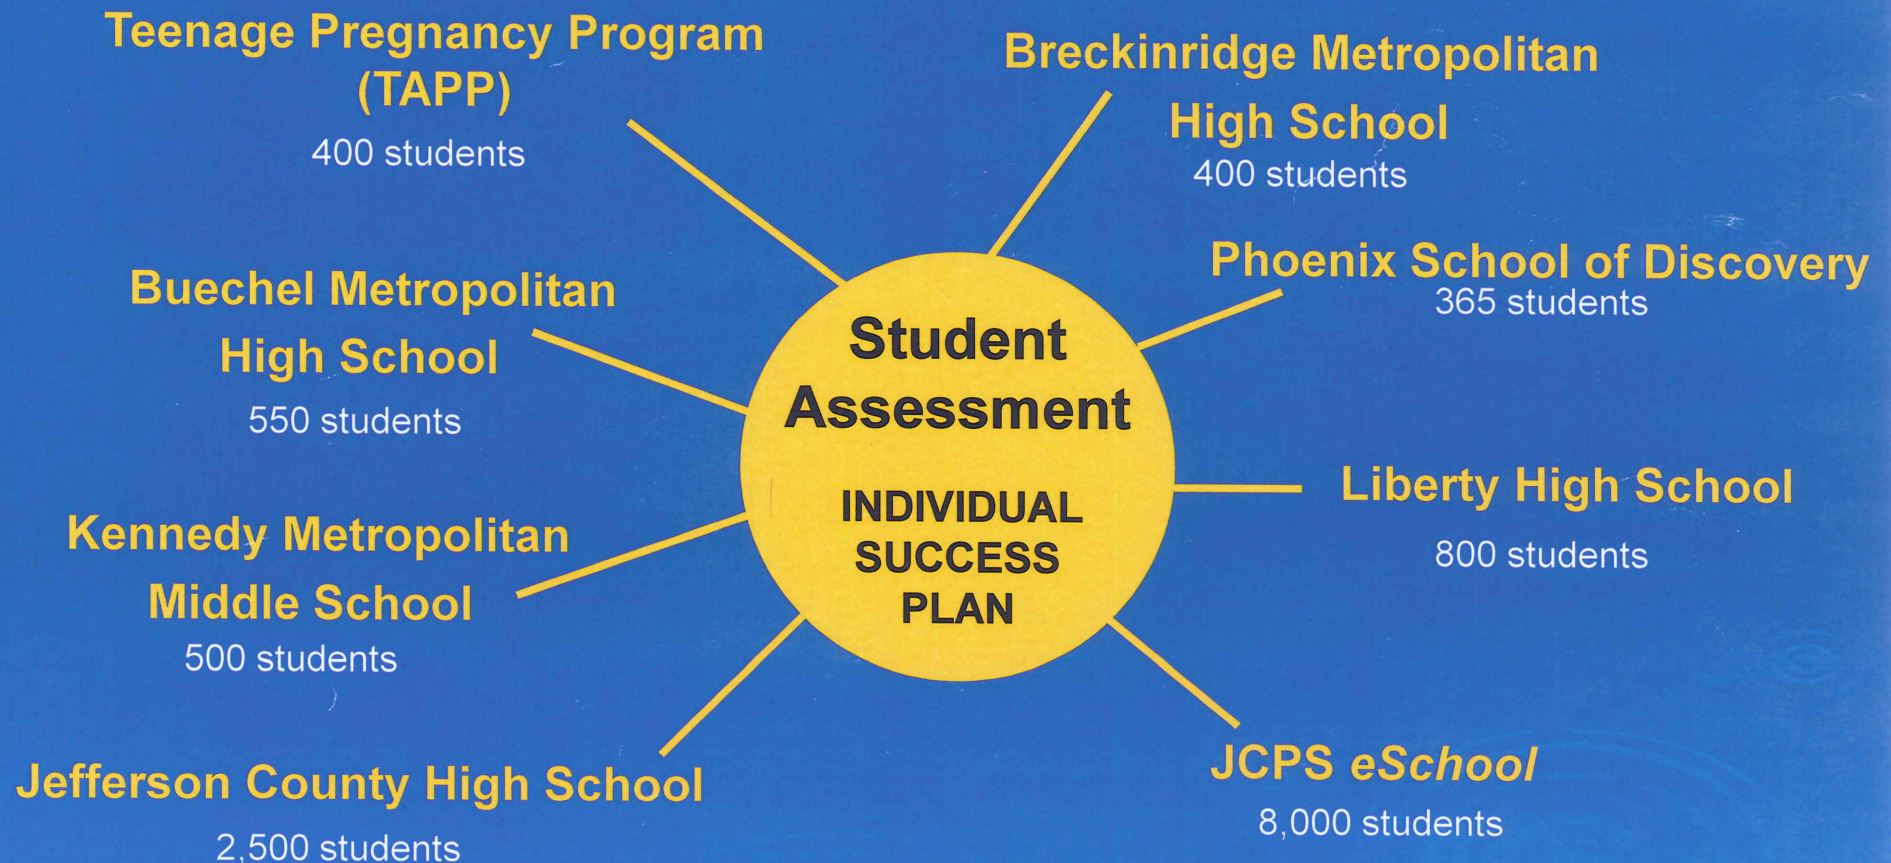 Teenage Pregnancy Program
(TAPP)
400 students
Breckinridge Metropolitan
High School
400 students
Buechel Metropolitan
High School
550 students
Phoenix School of Discovery
365 students
Student
Assessment
INDIVIDUAL
SUCCESS
PLAN
Kennedy Metropolitan
Middle School
500 students
Liberty High School
800 students
Jefferson County High School
2,500 students
JCPS eSchool
8,000 students